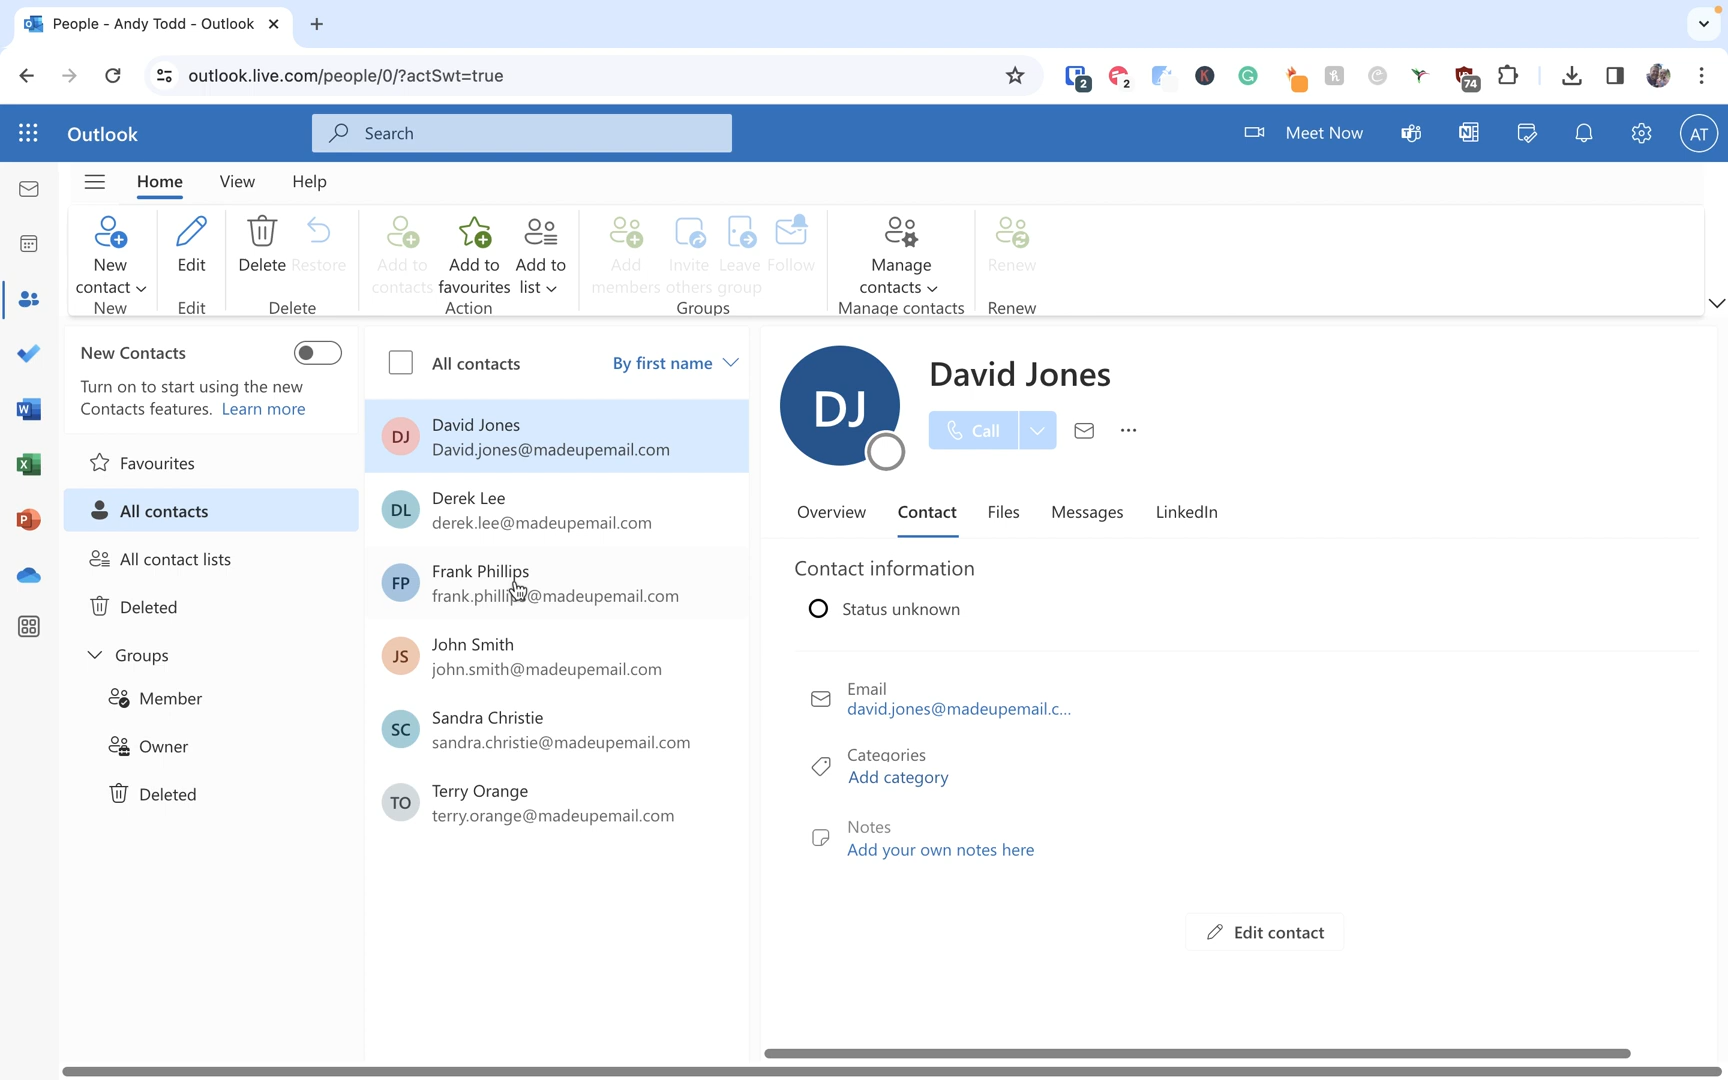 People - Andy Todd - Outlook
outlook.live.com/people/0/?actSwt=true
2
2
K
G
74
Outlook
Search
Meet Now
AT
Home
View
Help
New contact
Edit
Delete
Restore
Add to contacts
Add to favourites
Add to list
Add members
Invite others
Leave group
Follow
Manage contacts
Renew
New
Edit
Delete
Action
Groups
Manage contacts
Renew
New Contacts
Turn on to start using the new
Contacts features. Learn more
Favourites
All contacts
All contact lists
Deleted
Groups
Member
Owner
Deleted
All contacts
By first name
DJ
David Jones
David.jones@madeupemail.com
DL
Derek Lee
derek.lee@madeupemail.com
FP
Frank Phillips
frank.phillips@madeupemail.com
JS
John Smith
john.smith@madeupemail.com
SC
Sandra Christie
sandra.christie@madeupemail.com
TO
Terry Orange
terry.orange@madeupemail.com
DJ
David Jones
Call
Overview
Contact
Files
Messages
LinkedIn
Contact information
Status unknown
Email
david.jones@madeupemail.c...
Categories
Add category
Notes
Add your own notes here
Edit contact